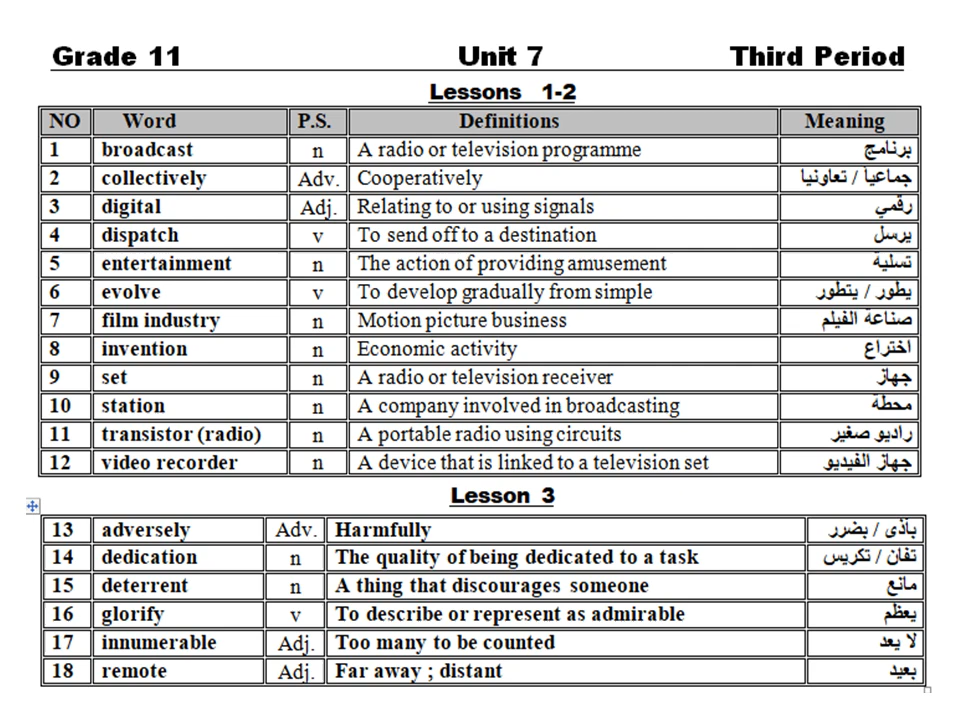 Grade 11 Unit 7 Third Period
Lessons 1-2
NO Word P.S. Definitions Meaning
1 broadcast n A radio or television programme برنامج
2 collectively Adv. Cooperatively جماعياً / تعاونيا
3 digital Adj. Relating to or using signals رقمي
4 dispatch v To send off to a destination يرسل
5 entertainment n The action of providing amusement تسلية
6 evolve v To develop gradually from simple يطور / يتطور
7 film industry n Motion picture business صناعة الفيلم
8 invention n Economic activity اختراع
9 set n A radio or television receiver جهاز
10 station n A company involved in broadcasting محطة
11 transistor (radio) n A portable radio using circuits راديو صغير
12 video recorder n A device that is linked to a television set جهاز الفيديو
Lesson 3
13 adversely Adv. Harmfully بأذى / بضرر
14 dedication n The quality of being dedicated to a task تفان / تكريس
15 deterrent n A thing that discourages someone مانع
16 glorify v To describe or represent as admirable يعظم
17 innumerable Adj. Too many to be counted لا يعد
18 remote Adj. Far away ; distant بعيد